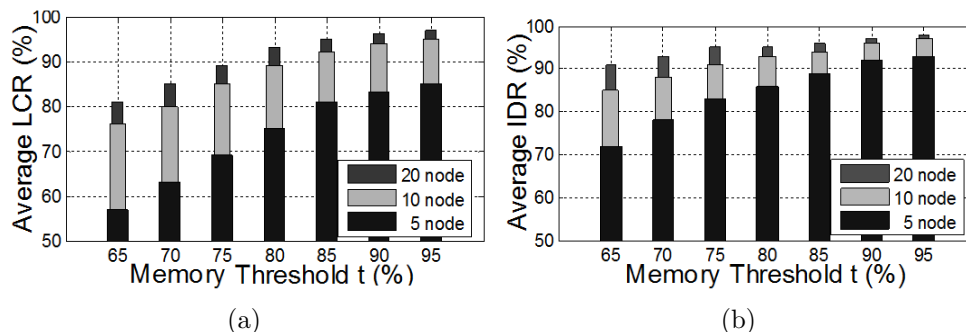 Average LCR (%)
100
90
80
70
60
50
20 node
10 node
5 node
65 70 75 80 85 90 95
Memory Threshold t (%)
(a)
Average IDR (%)
100
90
80
70
60
50
20 node
10 node
5 node
65 70 75 80 85 90 95
Memory Threshold t (%)
(b)